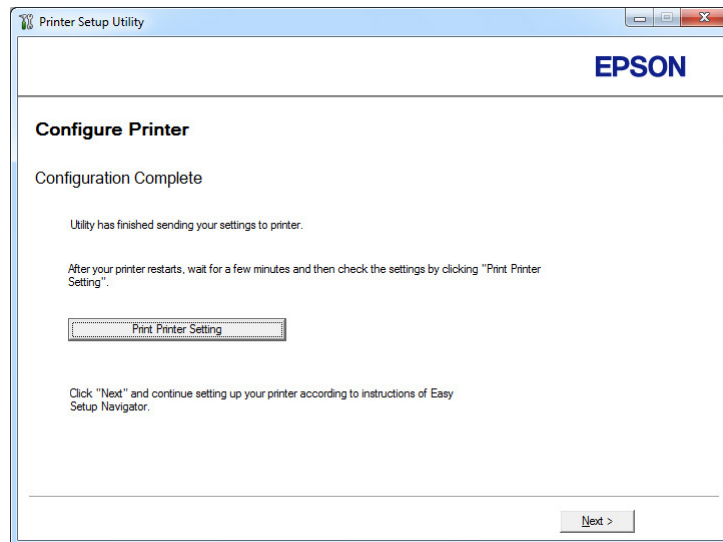 Printer Setup Utility
EPSON
Configure Printer
Configuration Complete
Utility has finished sending your settings to printer.
After your printer restarts, wait for a few minutes and then check the settings by clicking "Print Printer
Setting".
Print Printer Setting
Click "Next" and continue setting up your printer according to instructions of Easy
Setup Navigator.
Next >